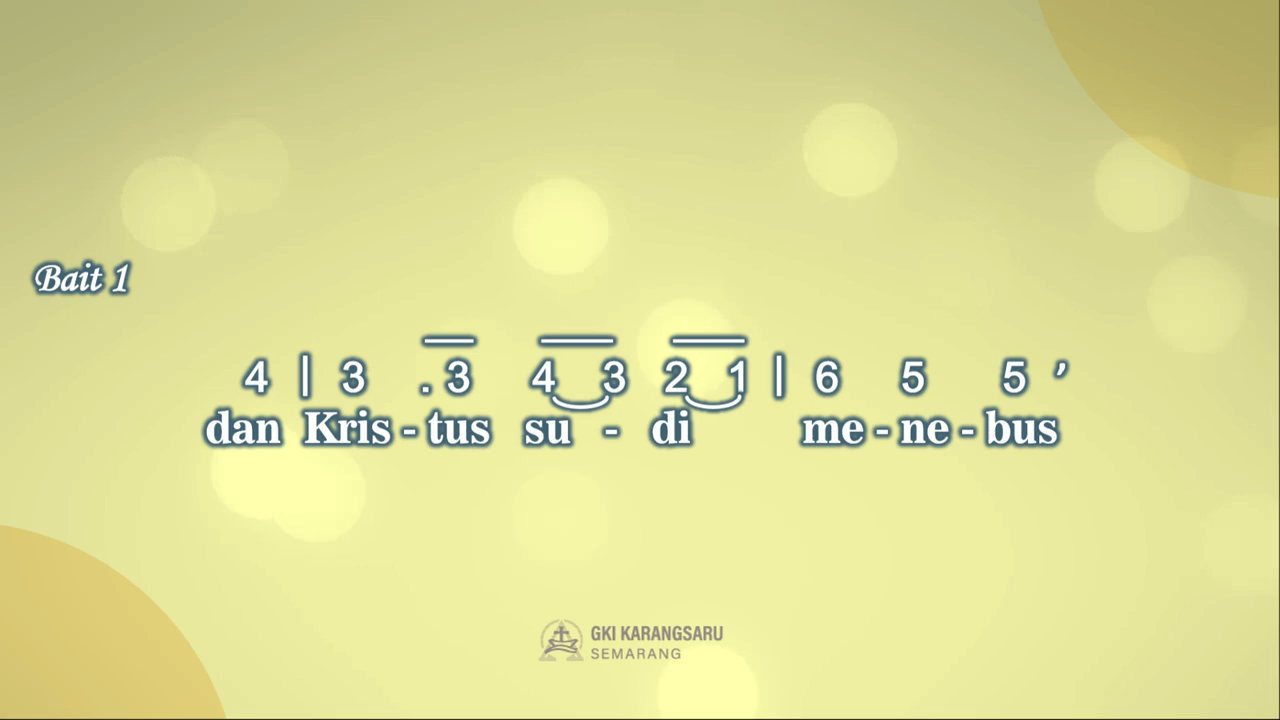 Bait 1
4 | 3 . 3 4 3 2 1 | 6 5 5 ’
dan Kris - tus su - di me - ne - bus
GKI KARANGSARU
SEMARANG